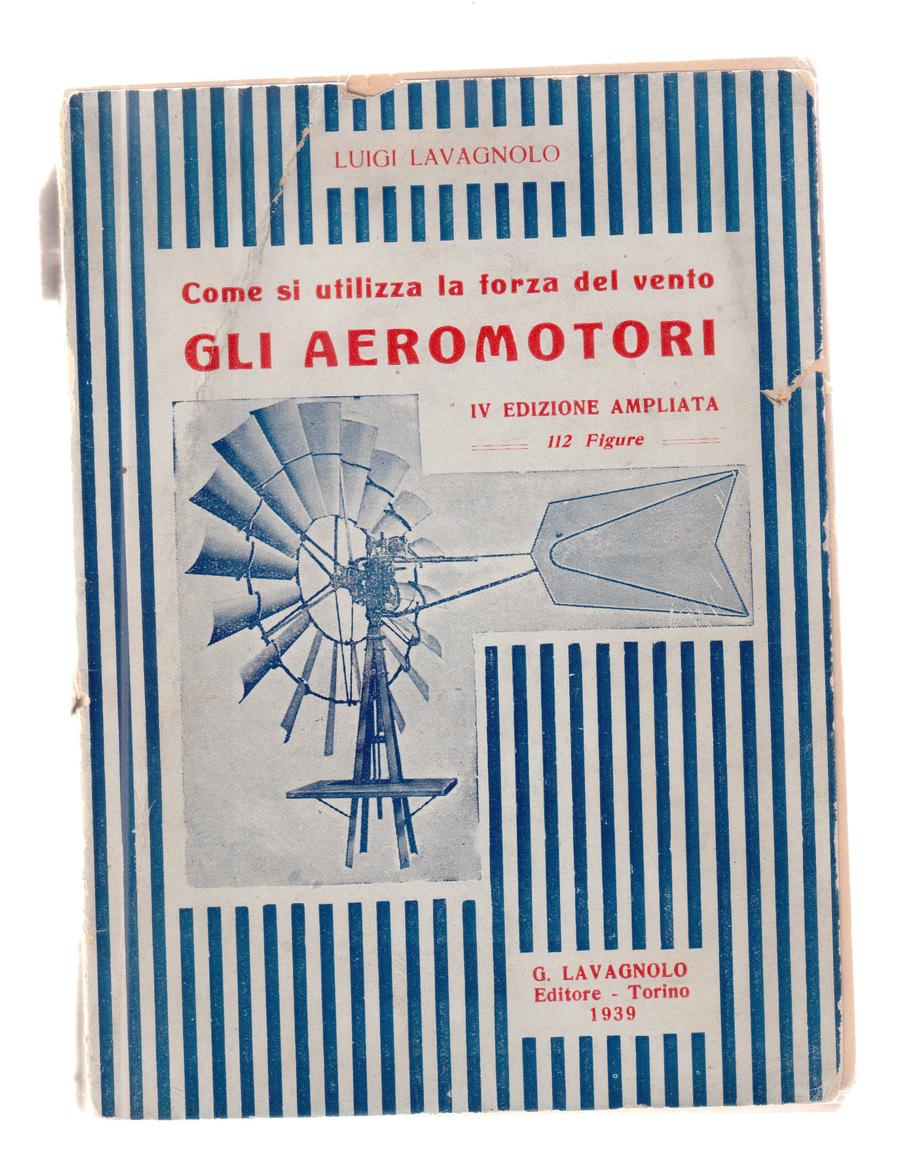 LUIGI LAVAGNOLO
Come si utilizza la forza del vento
GLI AEROMOTORI
IV EDIZIONE AMPLIATA
112 Figure
G. LAVAGNOLO
Editore - Torino
1939